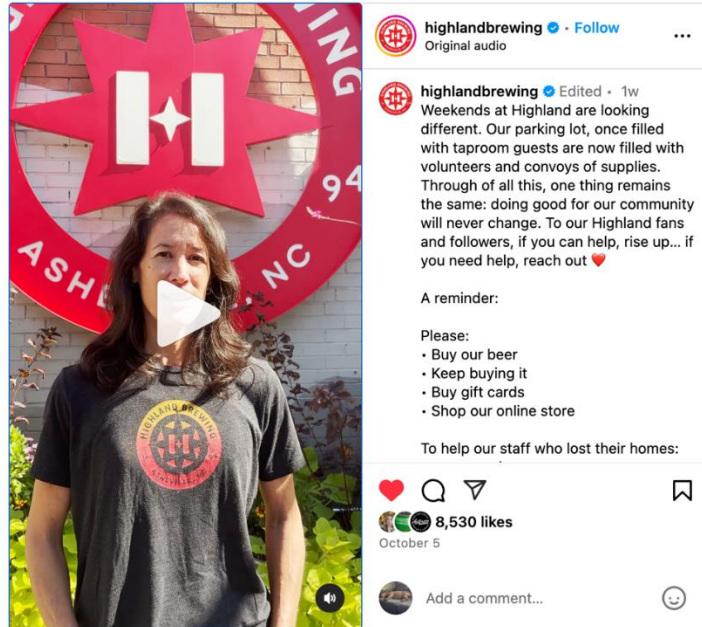 highlandbrewing • Follow
Original audio
highlandbrewing Edited • 1w
Weekends at Highland are looking
different. Our parking lot, once filled
with taproom guests are now filled with
volunteers and convoys of supplies.
Through of all this, one thing remains
the same: doing good for our community
will never change. To our Highland fans
and followers, if you can help, rise up... if
you need help, reach out ❤️
A reminder:
Please:
• Buy our beer
• Keep buying it
• Buy gift cards
• Shop our online store
To help our staff who lost their homes:
8,530 likes
October 5
Add a comment...
H
94
ING
NC
HIGHLAND BREWING
H